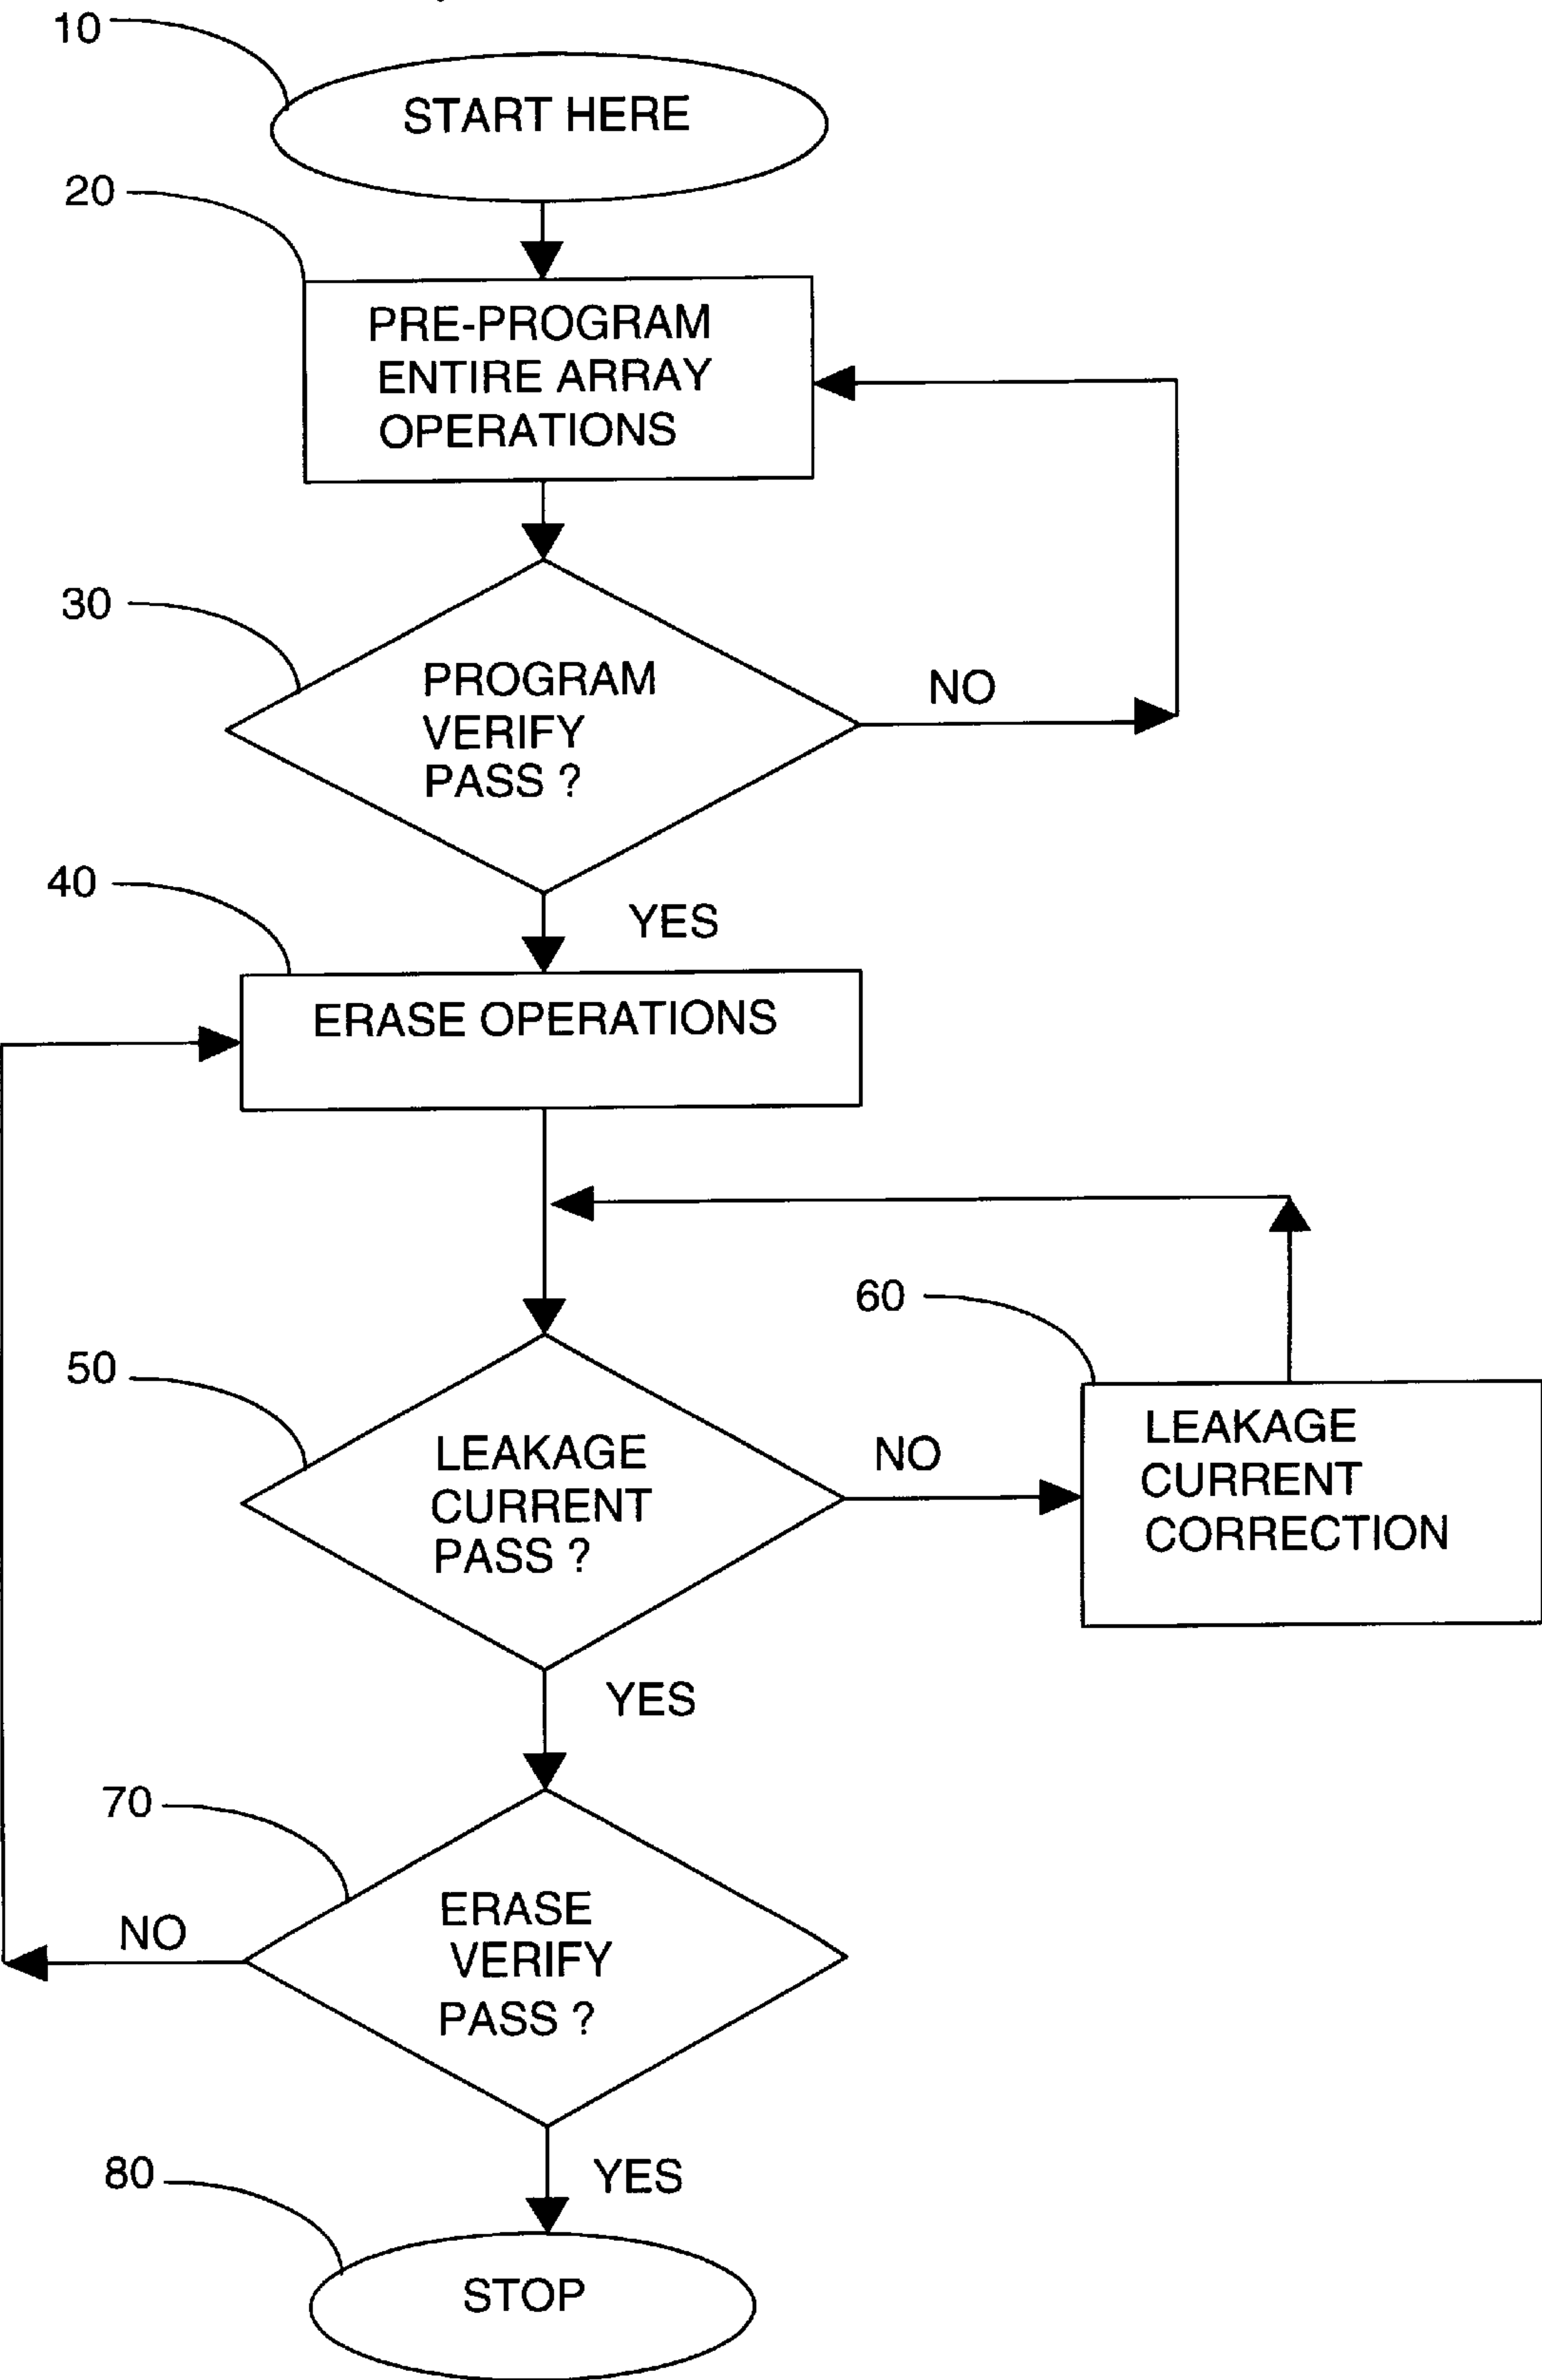 10
START HERE
20
PRE-PROGRAM
ENTIRE ARRAY
OPERATIONS
30
PROGRAM
VERIFY
PASS ?
NO
40
YES
ERASE OPERATIONS
60
50
LEAKAGE
CURRENT
PASS ?
NO
LEAKAGE
CURRENT
CORRECTION
YES
70
ERASE
VERIFY
PASS ?
NO
80
YES
STOP